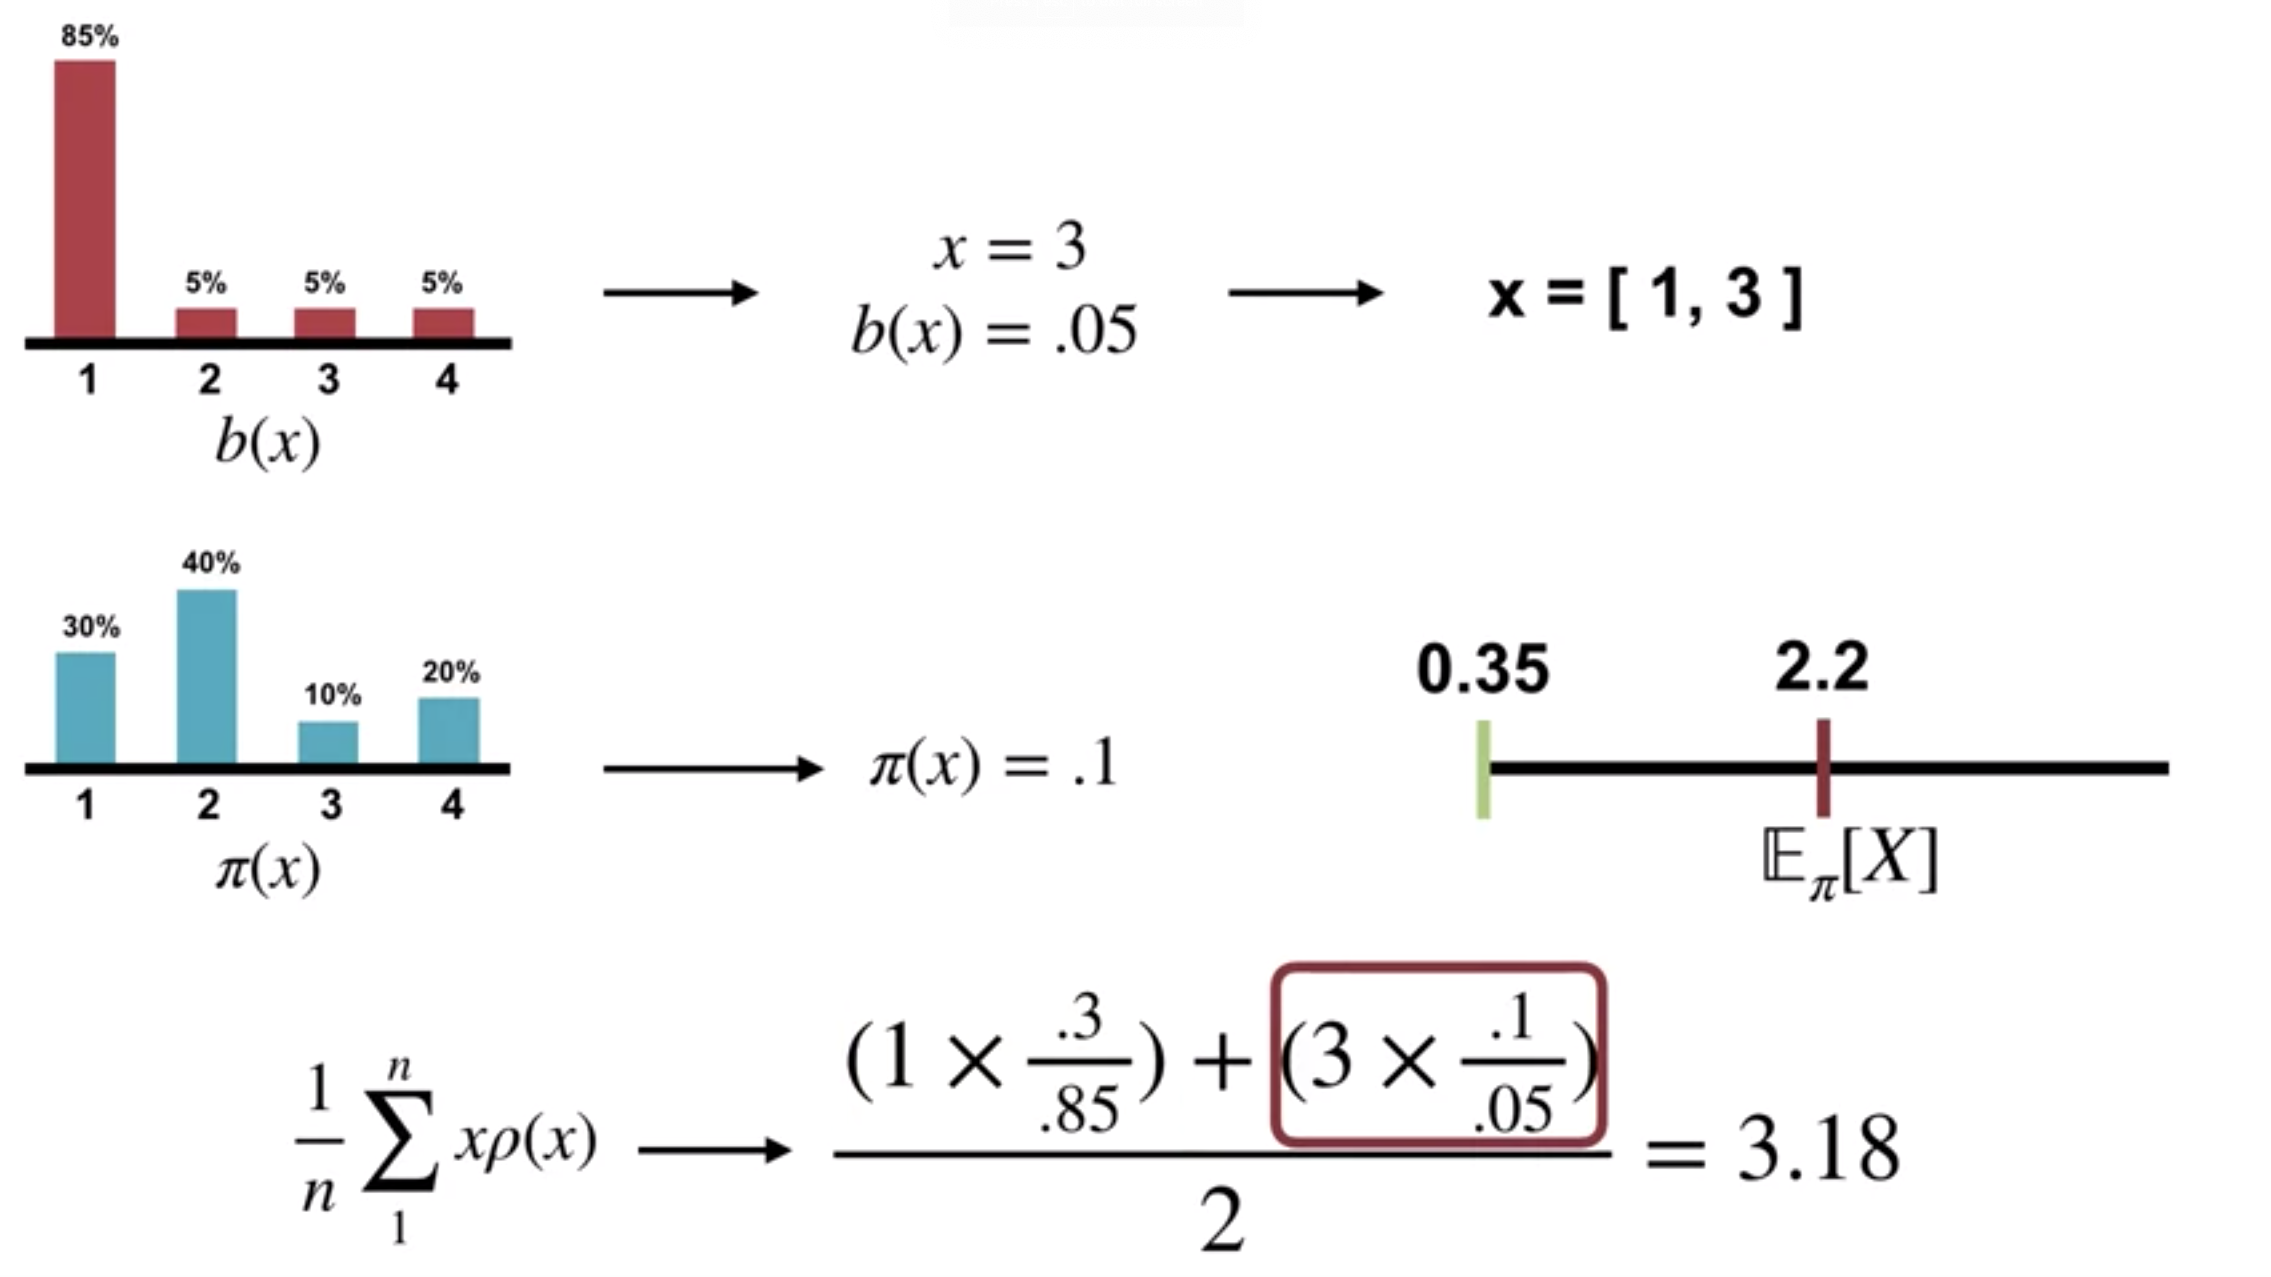 85%
5% 5% 5%
1 2 3 4
b(x)
x = 3
b(x) = .05
x = [ 1, 3 ]
40%
30%
20%
10%
1 2 3 4
π(x)
π(x) = .1
0.35 2.2
𝔼π[X]
1/n ∑ n 1 xρ(x)
(1 × .3/.85) + (3 × .1/.05)
2
= 3.18